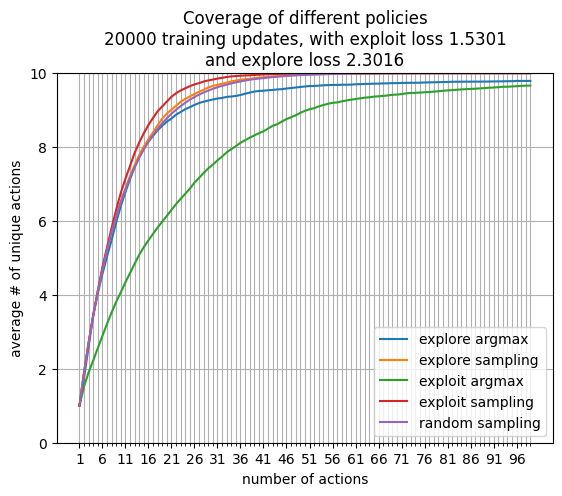 Coverage of different policies
20000 training updates, with exploit loss 1.5301
and explore loss 2.3016
10
8
6
4
2
0
average # of unique actions
explore argmax
explore sampling
exploit argmax
exploit sampling
random sampling
1 6 11 16 21 26 31 36 41 46 51 56 61 66 71 76 81 86 91 96
number of actions